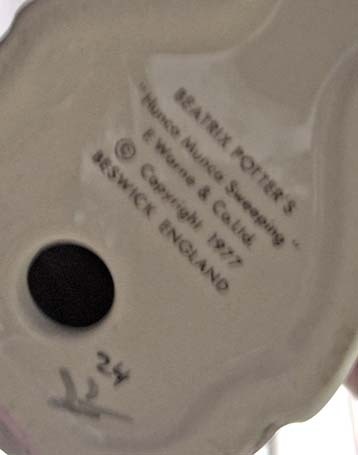 BEATRIX POTTER'S
"Hunca Munca Sweeping"
F. Warne & Co.Ltd.
© Copyright 1977
BESWICK ENGLAND
24